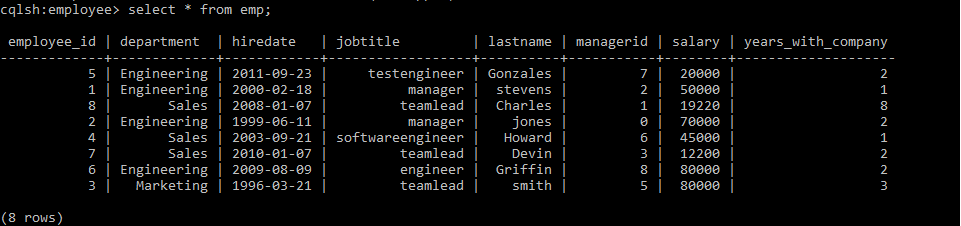 cqlsh:employee> select * from emp;
 employee_id | department  | hiredate   | jobtitle         | lastname | managerid | salary | years_with_company
-------------+-------------+------------+------------------+----------+-----------+--------+--------------------
           5 | Engineering | 2011-09-23 |     testengineer | Gonzales |         7 |  20000 |                  2
           1 | Engineering | 2000-02-18 |          manager |  stevens |         2 |  50000 |                  1
           8 |       Sales | 2008-01-07 |         teamlead |  Charles |         1 |  19220 |                  8
           2 | Engineering | 1999-06-11 |          manager |    jones |         0 |  70000 |                  2
           4 |       Sales | 2003-09-21 | softwareengineer |   Howard |         6 |  45000 |                  1
           7 |       Sales | 2010-01-07 |         teamlead |    Devin |         3 |  12200 |                  2
           6 | Engineering | 2009-08-09 |         engineer |  Griffin |         8 |  80000 |                  2
           3 |   Marketing | 1996-03-21 |         teamlead |    smith |         5 |  80000 |                  3
(8 rows)